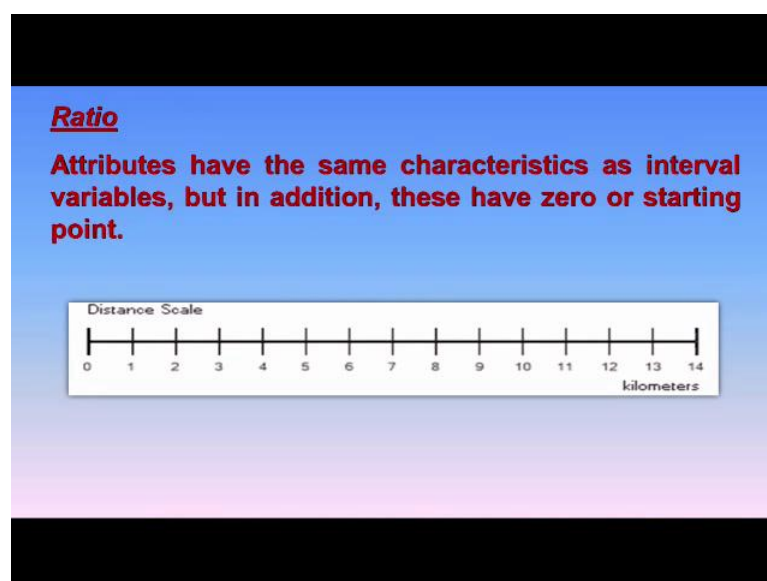 Ratio
Attributes have the same characteristics as interval
variables, but in addition, these have zero or starting
point.
Distance Scale
0 1 2 3 4 5 6 7 8 9 10 11 12 13 14
kilometers